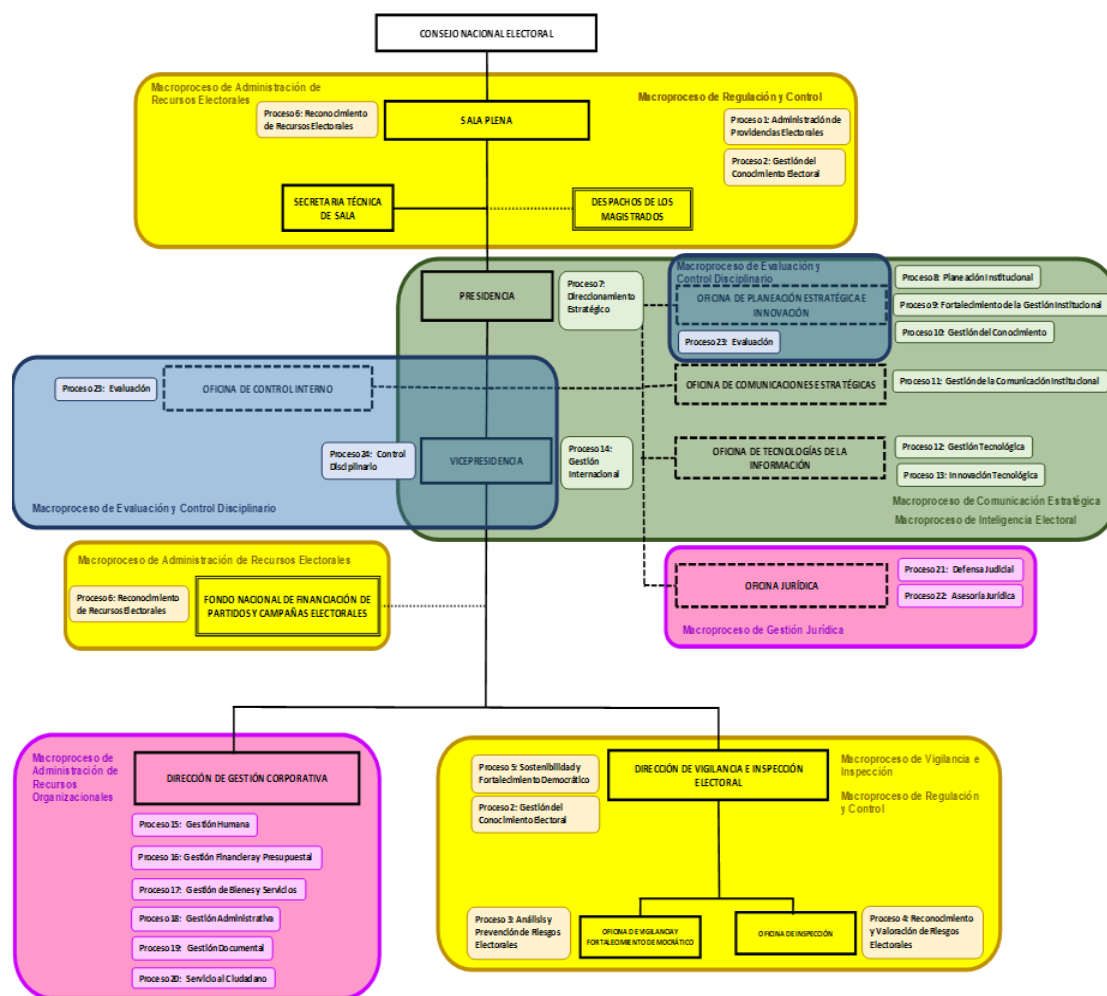 CONSEJO NACIONAL ELECTORAL
Macroproceso de Administración de
Recursos Electorales
Macroproceso de Regulación y Control
Proceso 6: Reconocimiento
de Recursos Electorales
SALA PLENA
Proceso 1: Administración de
Providencias Electorales
Proceso 2: Gestión del
Conocimiento Electoral
SECRETARIA TÉCNICA
DE SALA
DESPACHOS DE LOS
MAGISTRADOS
PRESIDENCIA
Proceso 7:
Direccionamiento
Estratégico
Macroproceso de Evaluación y
Control Disciplinario
OFICINA DE PLANEACIÓN ESTRATÉGICA E
INNOVACIÓN
Proceso 23: Evaluación
Proceso 8: Planeación Institucional
Proceso 9: Fortalecimiento de la Gestión Institucional
Proceso 10: Gestión del Conocimiento
Proceso 23: Evaluación
OFICINA DE CONTROL INTERNO
OFICINA DE COMUNICACIONES ESTRATÉGICAS
Proceso 11: Gestión de la Comunicación Institucional
Proceso 24: Control
Disciplinario
VICEPRESIDENCIA
Proceso 14:
Gestión
Internacional
OFICINA DE TECNOLOGÍAS DE LA
INFORMACIÓN
Proceso 12: Gestión Tecnológica
Proceso 13: Innovación Tecnológica
Macroproceso de Evaluación y Control Disciplinario
Macroproceso de Comunicación Estratégica
Macroproceso de Inteligencia Electoral
Macroproceso de Administración de Recursos Electorales
Proceso 6: Reconocimiento
de Recursos Electorales
FONDO NACIONAL DE FINANCIACIÓN DE
PARTIDOS Y CAMPAÑAS ELECTORALES
OFICINA JURÍDICA
Proceso 21: Defensa Judicial
Proceso 22: Asesoría Jurídica
Macroproceso de Gestión Jurídica
Macroproceso de
Administración de
Recursos
Organizacionales
DIRECCIÓN DE GESTIÓN CORPORATIVA
Proceso 15: Gestión Humana
Proceso 16: Gestión Financiera y Presupuestal
Proceso 17: Gestión de Bienes y Servicios
Proceso 18: Gestión Administrativa
Proceso 19: Gestión Documental
Proceso 20: Servicio al Ciudadano
Proceso 5: Sostenibilidad y
Fortalecimiento Democrático
Proceso 2: Gestión del
Conocimiento Electoral
DIRECCIÓN DE VIGILANCIA E INSPECCIÓN
ELECTORAL
Macroproceso de Vigilancia e
Inspección
Macroproceso de Regulación
y Control
Proceso 3: Análisis y
Prevención de Riesgos
Electorales
OFICINA DE VIGILANCIA Y
FORTALECIMIENTO DEMOCRÁTICO
OFICINA DE INSPECCIÓN
Proceso 4: Reconocimiento
y Valoración de Riesgos
Electorales